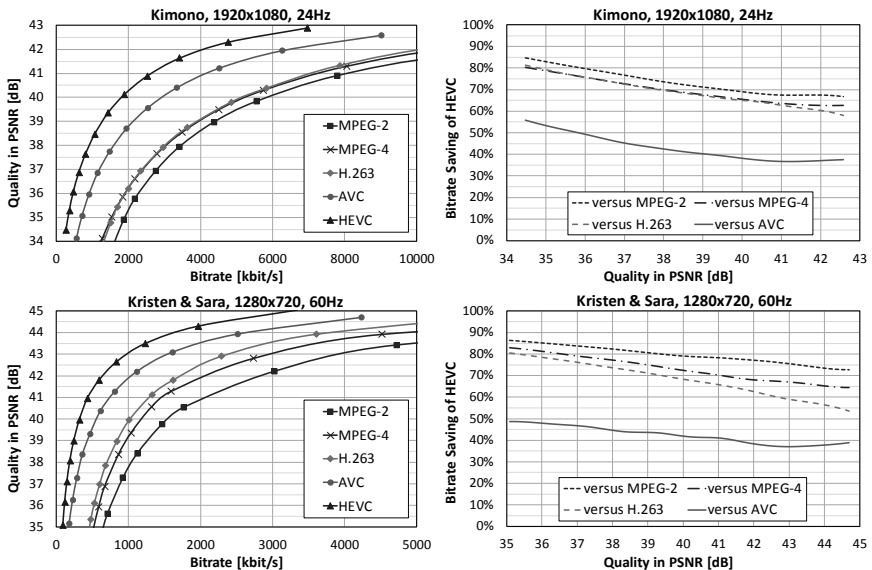 Kimono, 1920x1080, 24Hz
Quality in PSNR [dB]
43
42
41
40
39
38
37
36
35
34
0
2000
4000
6000
8000
10000
Bitrate [kbit/s]
MPEG-2
MPEG-4
H.263
AVC
HEVC
Kimono, 1920x1080, 24Hz
Bitrate Saving of HEVC
100%
90%
80%
70%
60%
50%
40%
30%
20%
10%
0%
34
35
36
37
38
39
40
41
42
43
Quality in PSNR [dB]
versus MPEG-2
versus MPEG-4
versus H.263
versus AVC
Kristen & Sara, 1280x720, 60Hz
Quality in PSNR [dB]
45
44
43
42
41
40
39
38
37
36
35
0
1000
2000
3000
4000
5000
Bitrate [kbit/s]
MPEG-2
MPEG-4
H.263
AVC
HEVC
Kristen & Sara, 1280x720, 60Hz
Bitrate Saving of HEVC
100%
90%
80%
70%
60%
50%
40%
30%
20%
10%
0%
35
36
37
38
39
40
41
42
43
44
45
Quality in PSNR [dB]
versus MPEG-2
versus MPEG-4
versus H.263
versus AVC